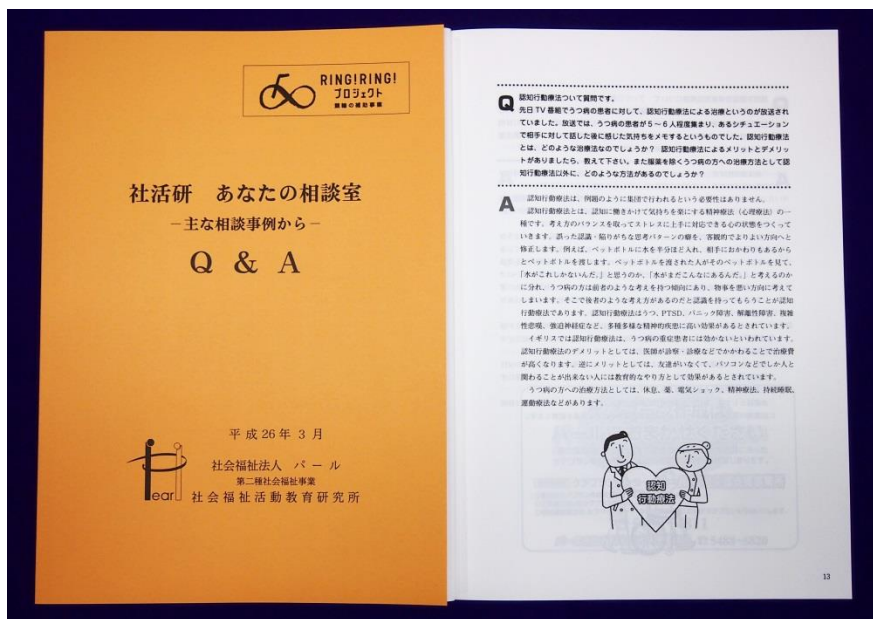 RING!RING!
プロジェクト
競輪の補助事業
社活研 あなたの相談室
－主な相談事例から－
Q & A
平成26年 3月
Pearl
社会福祉法人 パール
第二種社会福祉事業
社会福祉活動教育研究所
Q 認知行動療法ついて質問です。
先日TV番組でうつ病の患者に対して、認知行動療法による治療というのが放送され
ていました。放送では、うつ病の患者が5～6人程度集まり、あるシチュエーション
で相手に対して話した後に感じた気持ちをメモするというものでした。認知行動療法
とは、どのような治療法なのでしょうか? 認知行動療法によるメリットとデメリッ
トがありましたら、教えて下さい。また服薬を除くうつ病の方への治療方法として認
知行動療法以外に、どのような方法があるのでしょうか?
A 認知行動療法は、例題のように集団で行われるという必要性はありません。
認知行動療法とは、認知に働きかけて気持ちを楽にする精神療法（心理療法）の一
種です。考え方のバランスを取ってストレスに上手に対応できる心の状態をつくって
いきます。誤った認識・陥りがちな思考パターンの癖を、客観的でよりよい方向へと
修正します。例えば、ペットボトルに水を半分ほど入れ、相手におかわりもあるから
とペットボトルを渡します。ペットボトルを渡された人がそのペットボトルを見て、
「水がこれしかないんだ。」と思うのか、「水がまだこんなにあるんだ。」と考えるのか
に分れ、うつ病の方は前者のような考えを持つ傾向にあり、物事を悪い方向に考えて
しまいます。そこで後者のような考え方があるのだと認識を持ってもらうことが認知
行動療法であります。認知行動療法はうつ、PTSD、パニック障害、解離性障害、複雑
性悲嘆、強迫神経症など、多種多様な精神的疾患に高い効果があるとされています。
イギリスでは認知行動療法は、うつ病の重症患者には効かないといわれています。
認知行動療法のデメリットとしては、医師が診察・診療などでかかわることで治療費
が高くなります。逆にメリットとしては、友達がいなくて、パソコンなどでしか人と
関わることが出来ない人には教育的なやり方として効果があるとされています。
うつ病の方への治療方法としては、休息、薬、電気ショック、精神療法、持続睡眠、
運動療法などがあります。
認知
行動療法
13